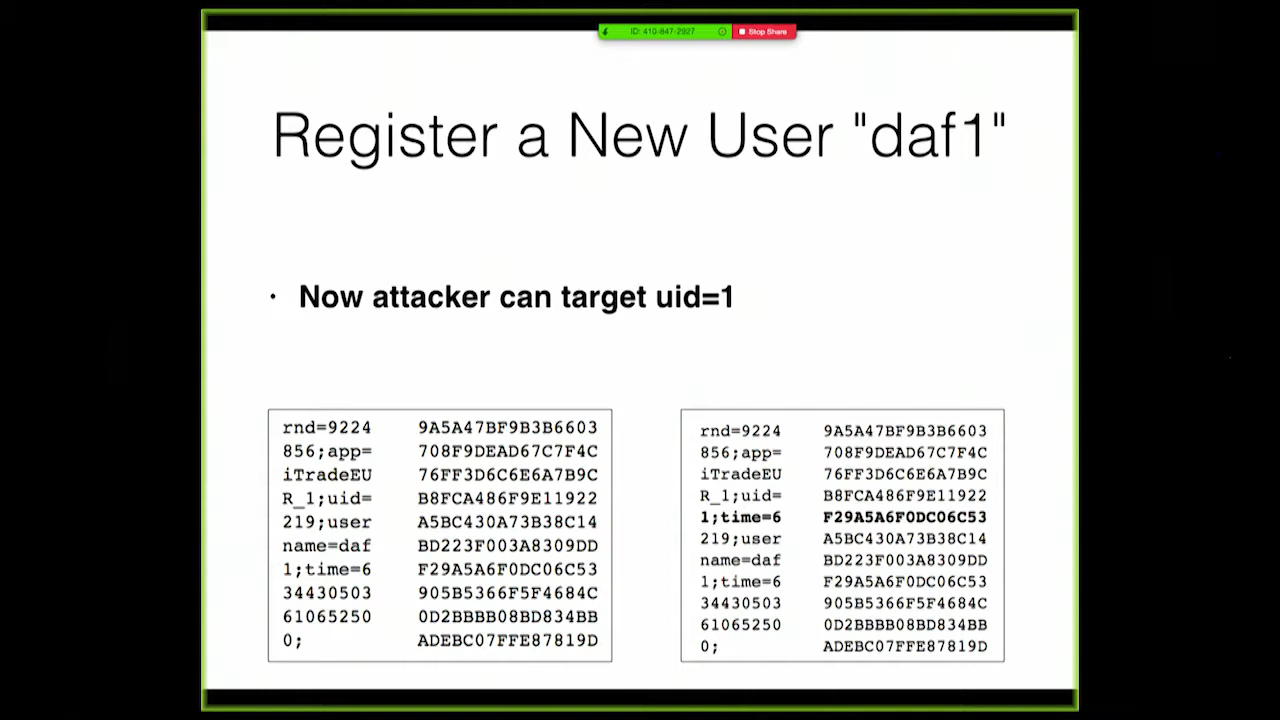 ID: 410-847-2927 Stop Share
Register a New User "daf1"
• Now attacker can target uid=1
rnd=9224 9A5A47BF9B3B6603
856;app= 708F9DEAD67C7F4C
iTradeEU 76FF3D6C6E6A7B9C
R_1;uid= B8FCA486F9E11922
219;user A5BC430A73B38C14
name=daf BD223F003A8309DD
1;time=6 F29A5A6F0DC06C53
34430503 905B5366F5F4684C
61065250 0D2BBBB08BD834BB
0; ADEBC07FFE87819D
rnd=9224 9A5A47BF9B3B6603
856;app= 708F9DEAD67C7F4C
iTradeEU 76FF3D6C6E6A7B9C
R_1;uid= B8FCA486F9E11922
1;time=6 F29A5A6F0DC06C53
219;user A5BC430A73B38C14
name=daf BD223F003A8309DD
1;time=6 F29A5A6F0DC06C53
34430503 905B5366F5F4684C
61065250 0D2BBBB08BD834BB
0; ADEBC07FFE87819D